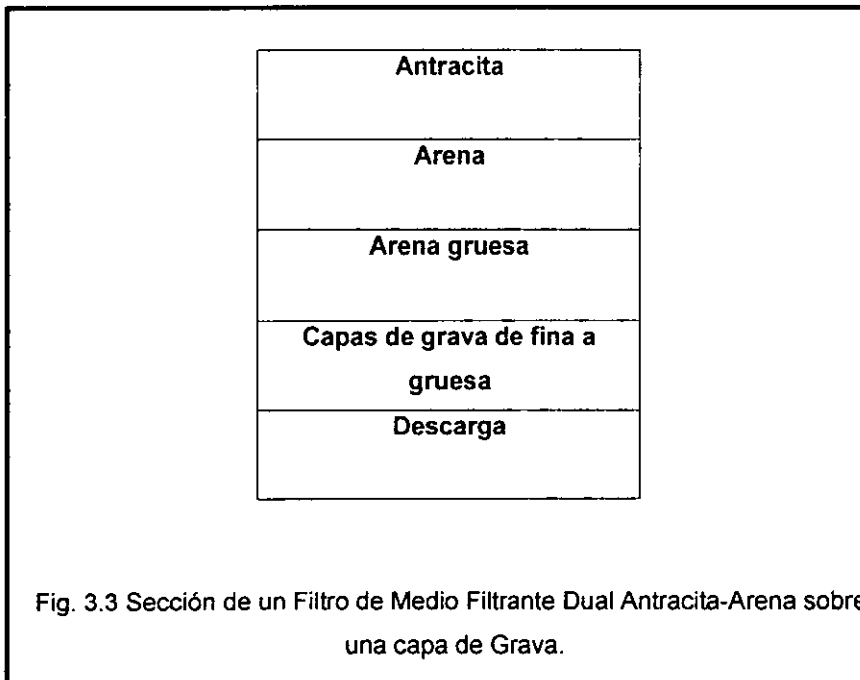 Antracita
Arena
Arena gruesa
Capas de grava de fina a
gruesa
Descarga
Fig. 3.3 Sección de un Filtro de Medio Filtrante Dual Antracita-Arena sobre
una capa de Grava.